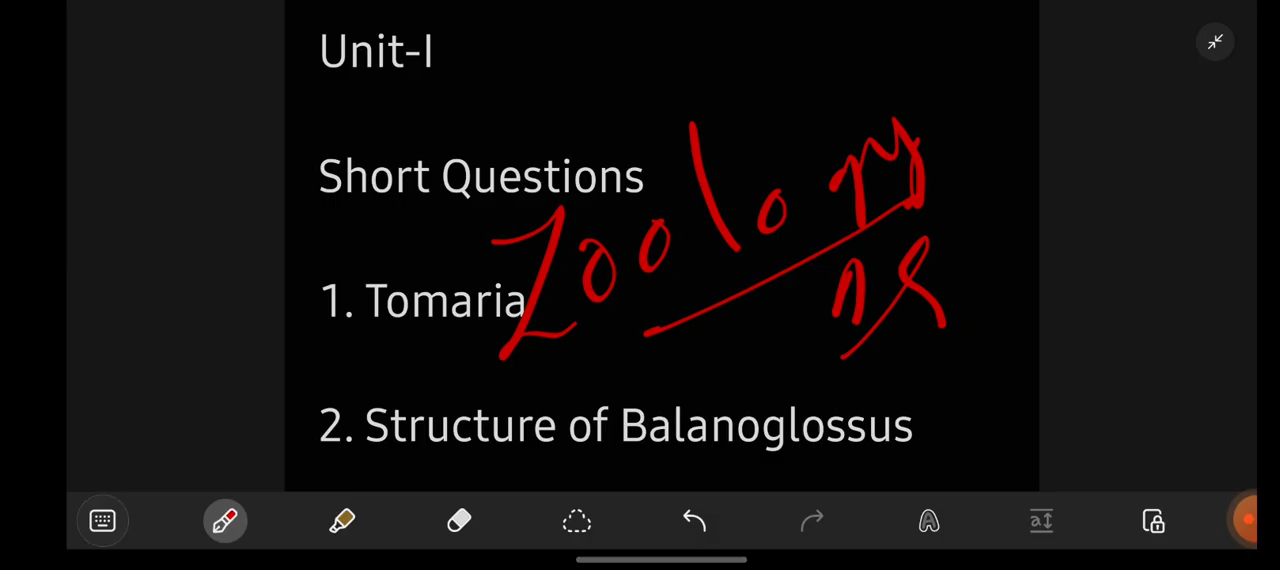 Unit-I
Short Questions
Zoology
1. Tomaria
2. Structure of Balanoglossus